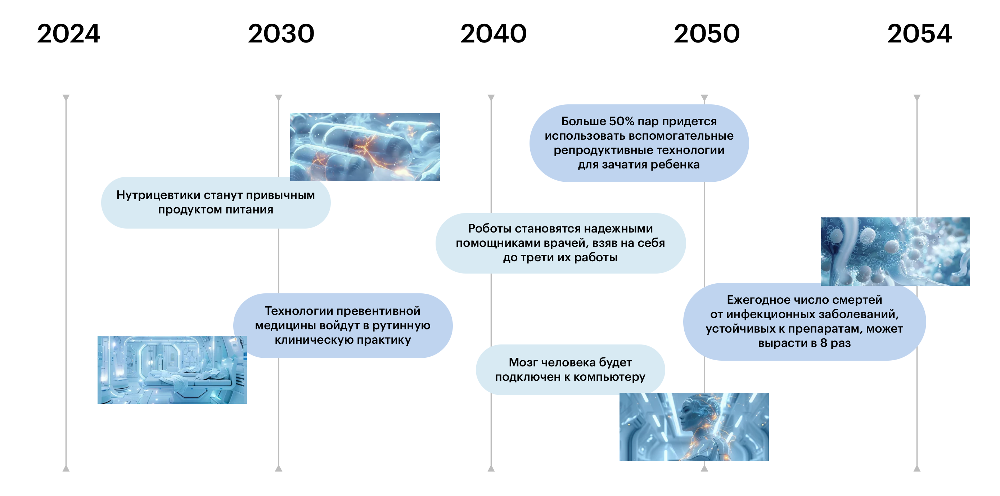 2024
2030
2040
2050
2054
Больше 50% пар придется
использовать вспомогательные
репродуктивные технологии
для зачатия ребенка
Нутрицевтики станут привычным
продуктом питания
Роботы становятся надежными
помощниками врачей, взяв на себя
до трети их работы
Технологии превентивной
медицины войдут в рутинную
клиническую практику
Ежегодное число смертей
от инфекционных заболеваний,
устойчивых к препаратам, может
вырасти в 8 раз
Мозг человека будет
подключен к компьютеру